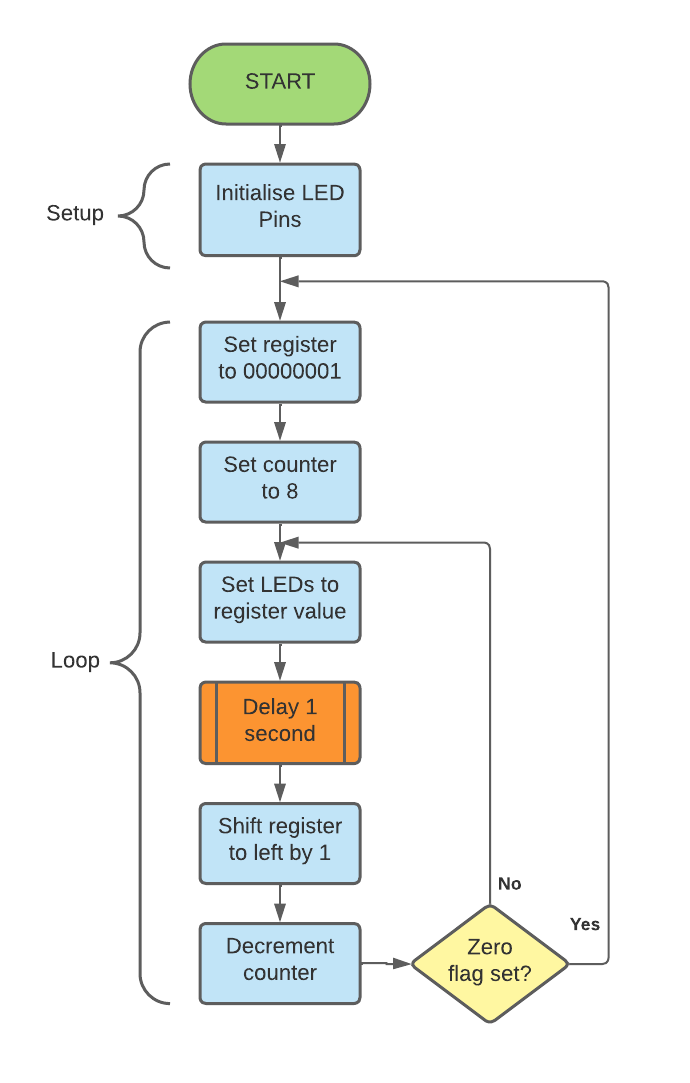 START
Setup
Initialise LED
Pins
Set register
to 00000001
Set counter
to 8
Set LEDs to
register value
Loop
Delay 1
second
Shift register
to left by 1
No
Yes
Decrement
counter
Zero
flag set?